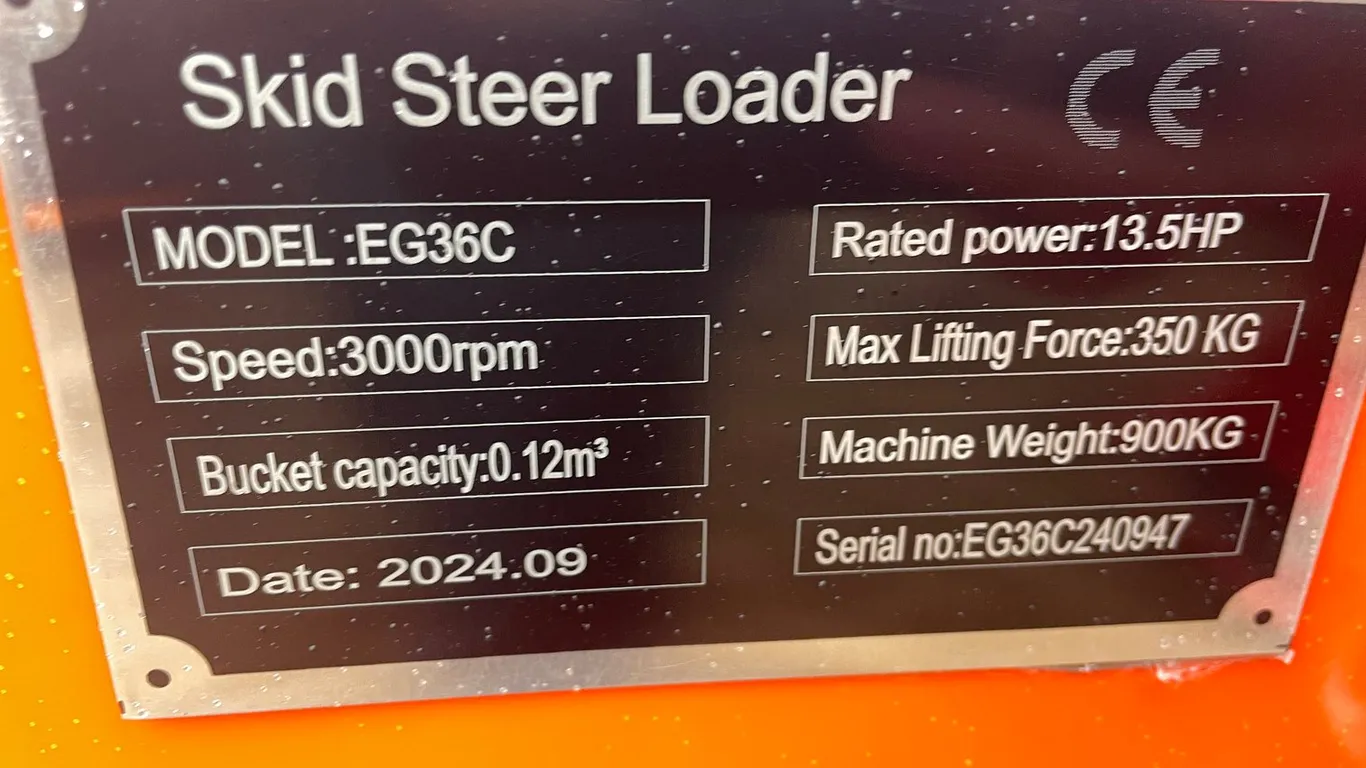 Skid Steer Loader CE
MODEL :EG36C
Rated power:13.5HP
Speed:3000rpm
Max Lifting Force:350 KG
Bucket capacity:0.12m³
Machine Weight:900KG
Date: 2024.09
Serial no:EG36C240947